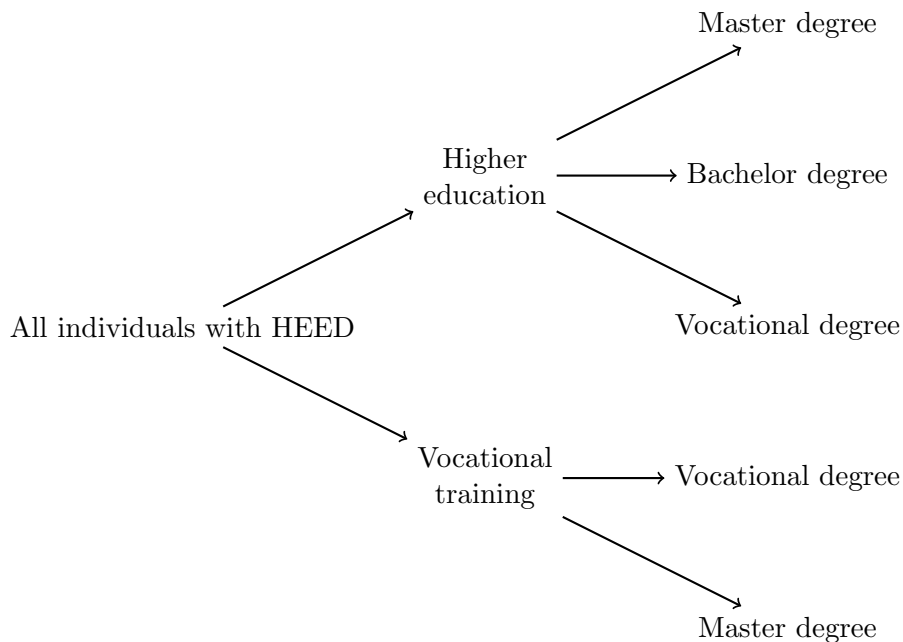 Master degree
Higher
education
Bachelor degree
Vocational degree
All individuals with HEED
Vocational
training
Vocational degree
Master degree